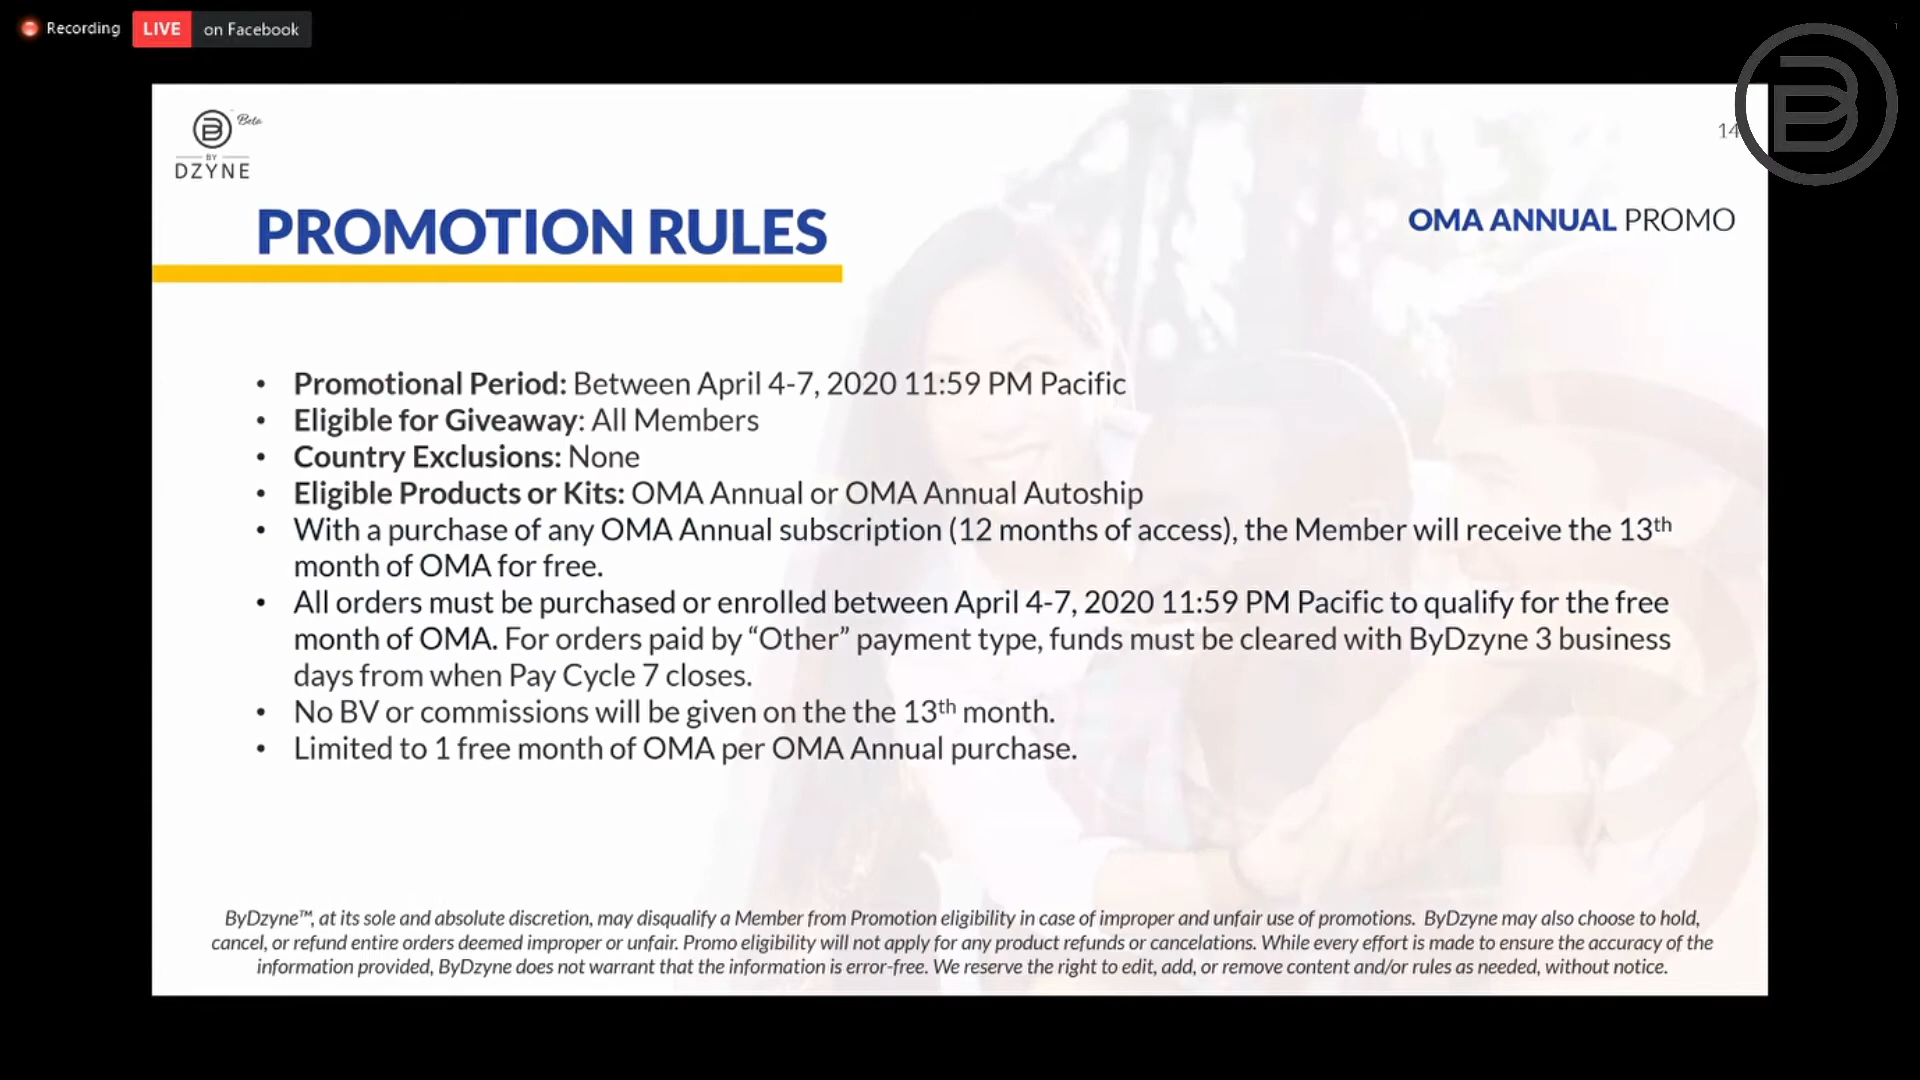 Recording LIVE on Facebook
B Beta
BY
DZYNE
14
PROMOTION RULES
OMA ANNUAL PROMO
• Promotional Period: Between April 4-7, 2020 11:59 PM Pacific
• Eligible for Giveaway: All Members
• Country Exclusions: None
• Eligible Products or Kits: OMA Annual or OMA Annual Autoship
• With a purchase of any OMA Annual subscription (12 months of access), the Member will receive the 13th
month of OMA for free.
• All orders must be purchased or enrolled between April 4-7, 2020 11:59 PM Pacific to qualify for the free
month of OMA. For orders paid by “Other” payment type, funds must be cleared with ByDzyne 3 business
days from when Pay Cycle 7 closes.
• No BV or commissions will be given on the the 13th month.
• Limited to 1 free month of OMA per OMA Annual purchase.
ByDzyne™, at its sole and absolute discretion, may disqualify a Member from Promotion eligibility in case of improper and unfair use of promotions. ByDzyne may also choose to hold,
cancel, or refund entire orders deemed improper or unfair. Promo eligibility will not apply for any product refunds or cancelations. While every effort is made to ensure the accuracy of the
information provided, ByDzyne does not warrant that the information is error-free. We reserve the right to edit, add, or remove content and/or rules as needed, without notice.